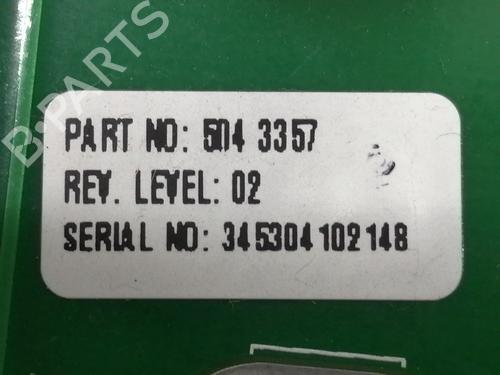 B-PARTS
PART NO: 504 3357
REV. LEVEL: 02
SERIAL NO: 345304102148